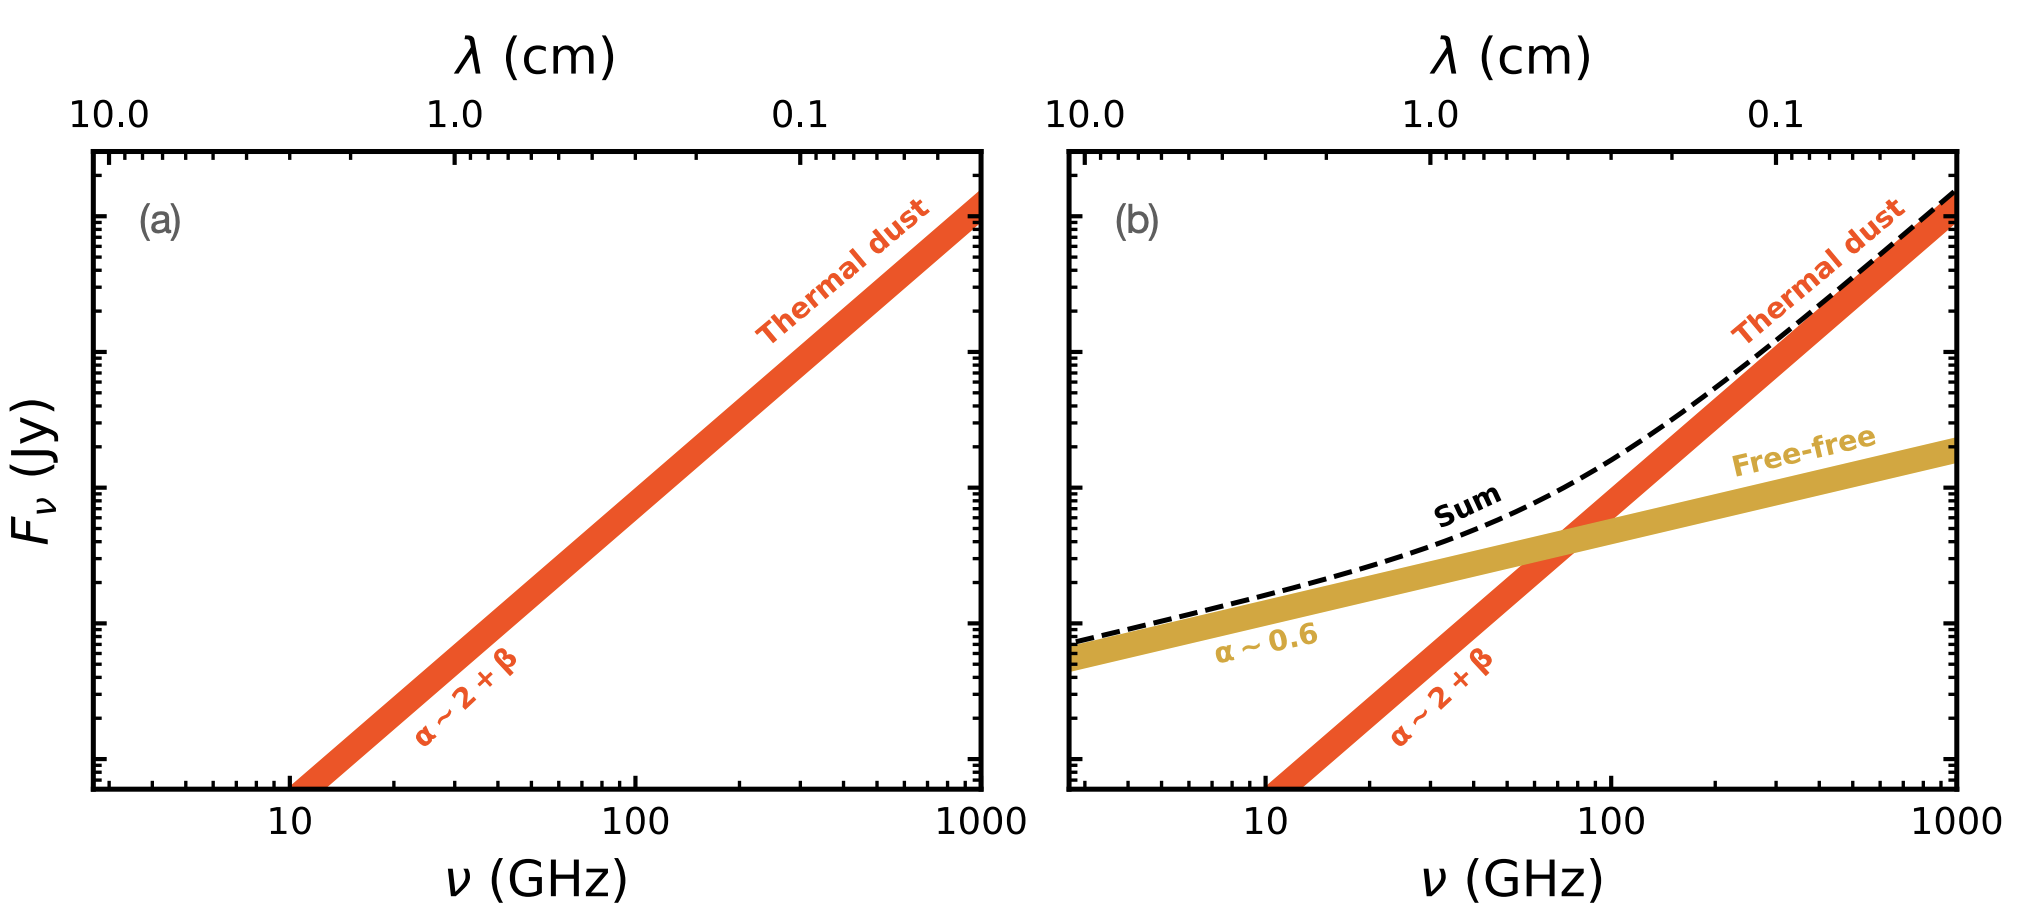 λ (cm)
10.0 1.0 0.1
(a)
Thermal dust
α ~ 2 + β
F_ν (Jy)
10 100 1000
ν (GHz)
λ (cm)
10.0 1.0 0.1
(b)
Thermal dust
Free-free
Sum
α ~ 0.6
α ~ 2 + β
10 100 1000
ν (GHz)